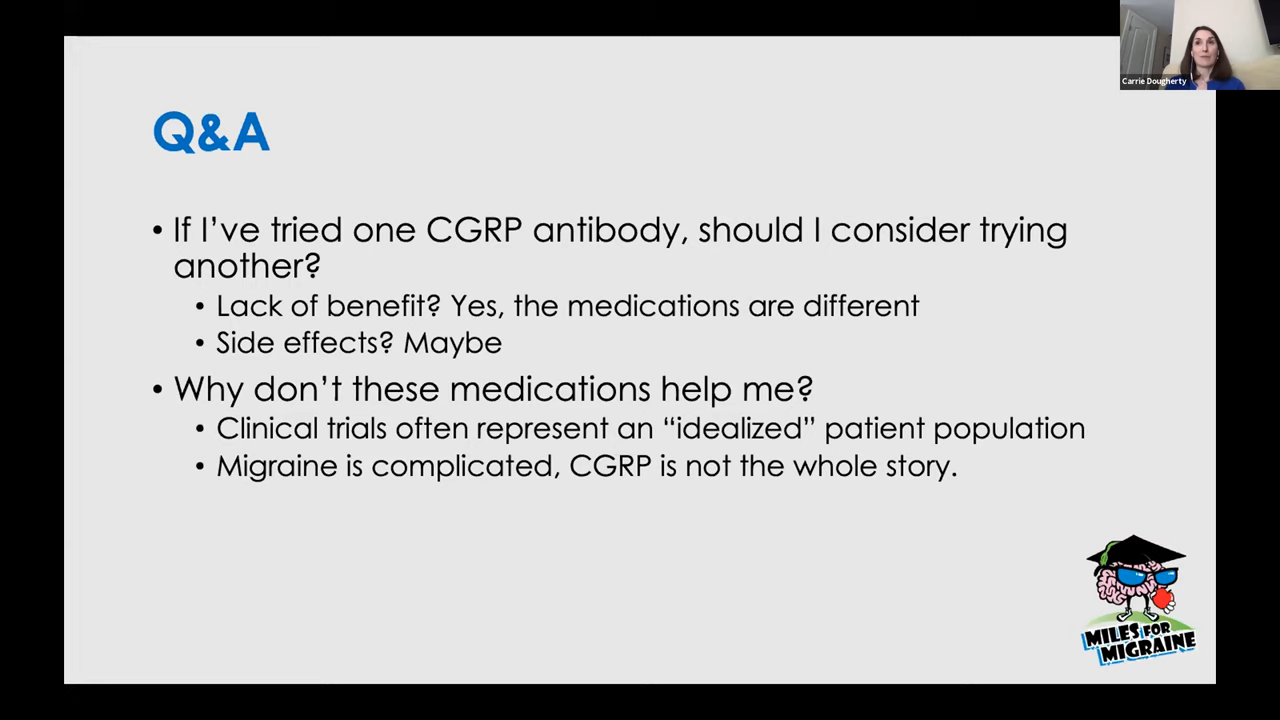 Carrie Dougherty
Q&A
• If I’ve tried one CGRP antibody, should I consider trying
another?
• Lack of benefit? Yes, the medications are different
• Side effects? Maybe
• Why don’t these medications help me?
• Clinical trials often represent an “idealized” patient population
• Migraine is complicated, CGRP is not the whole story.
MILES FOR
MIGRAINE